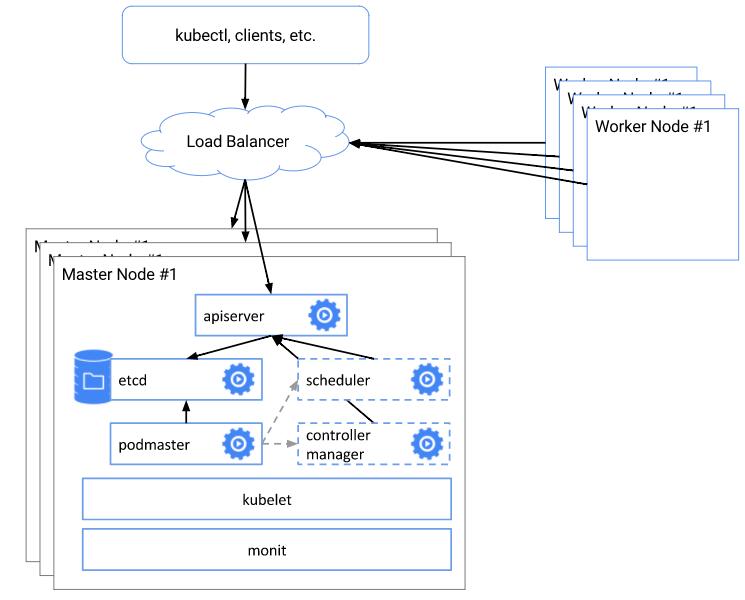 kubectl, clients, etc.
Load Balancer
Worker Node #1
Master Node #1
apiserver
etcd
scheduler
podmaster
controller
manager
kubelet
monit